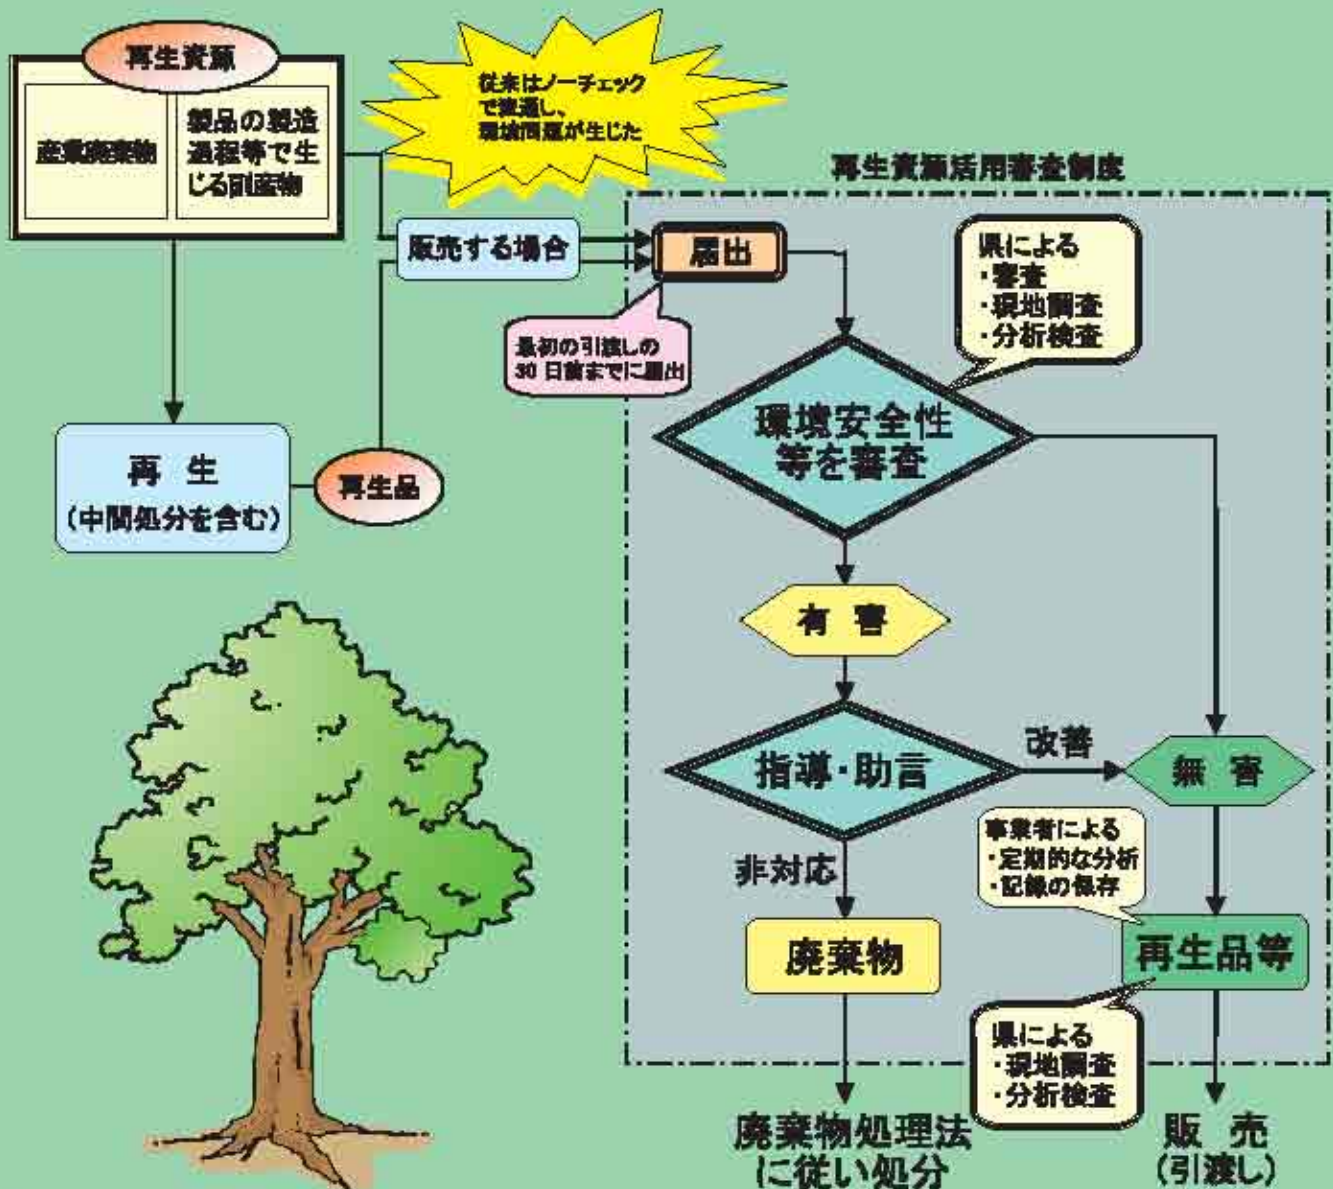 再生資源
産業廃棄物
製品の製造
過程等で生
じる副産物
従来はノーチェック
で流通し、
環境問題が生じた
再生資源活用審査制度
販売する場合
届出
県による
・審査
・現地調査
・分析検査
最初の引渡しの
30日前までに届出
環境安全性
等を審査
再 生
(中間処分を含む)
再生品
有 害
指導・助言
改善
無 害
事業者による
・定期的な分析
・記録の保存
非対応
廃棄物
再生品等
県による
・現地調査
・分析検査
廃棄物処理法
に従い処分
販 売
(引渡し)